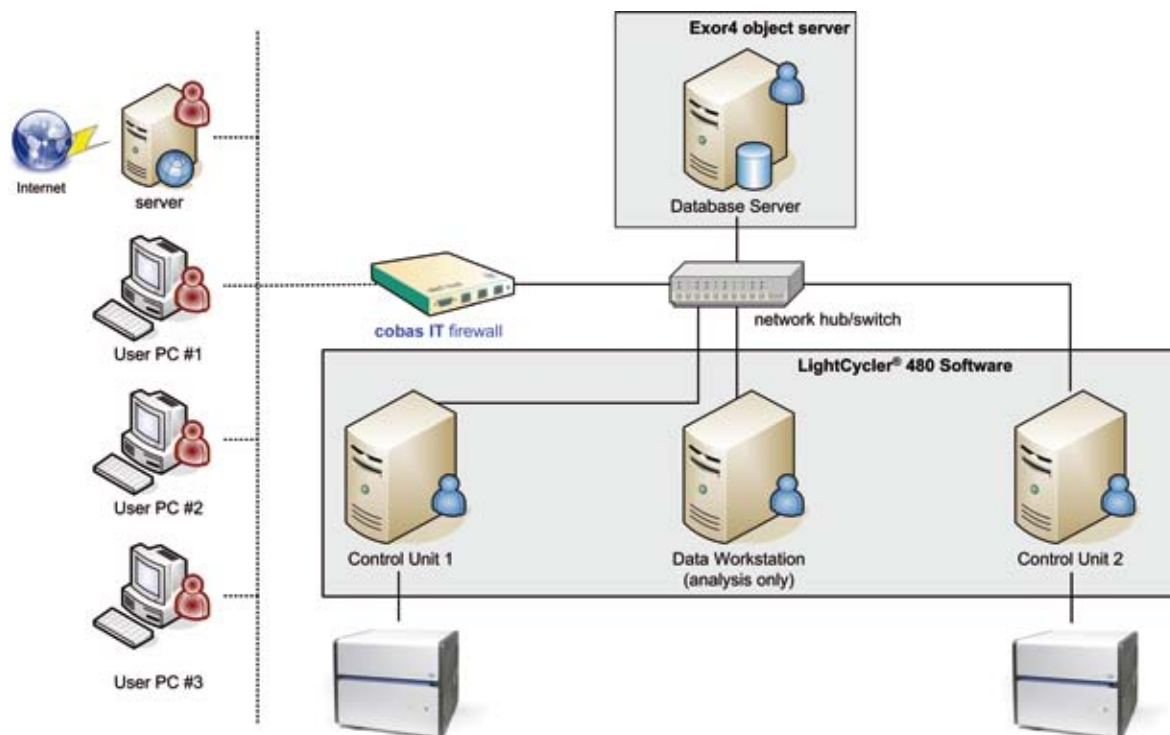 Exor4 object server
Database Server
Internet
server
User PC #1
cobas IT firewall
network hub/switch
LightCycler® 480 Software
User PC #2
Control Unit 1
Data Workstation
(analysis only)
Control Unit 2
User PC #3